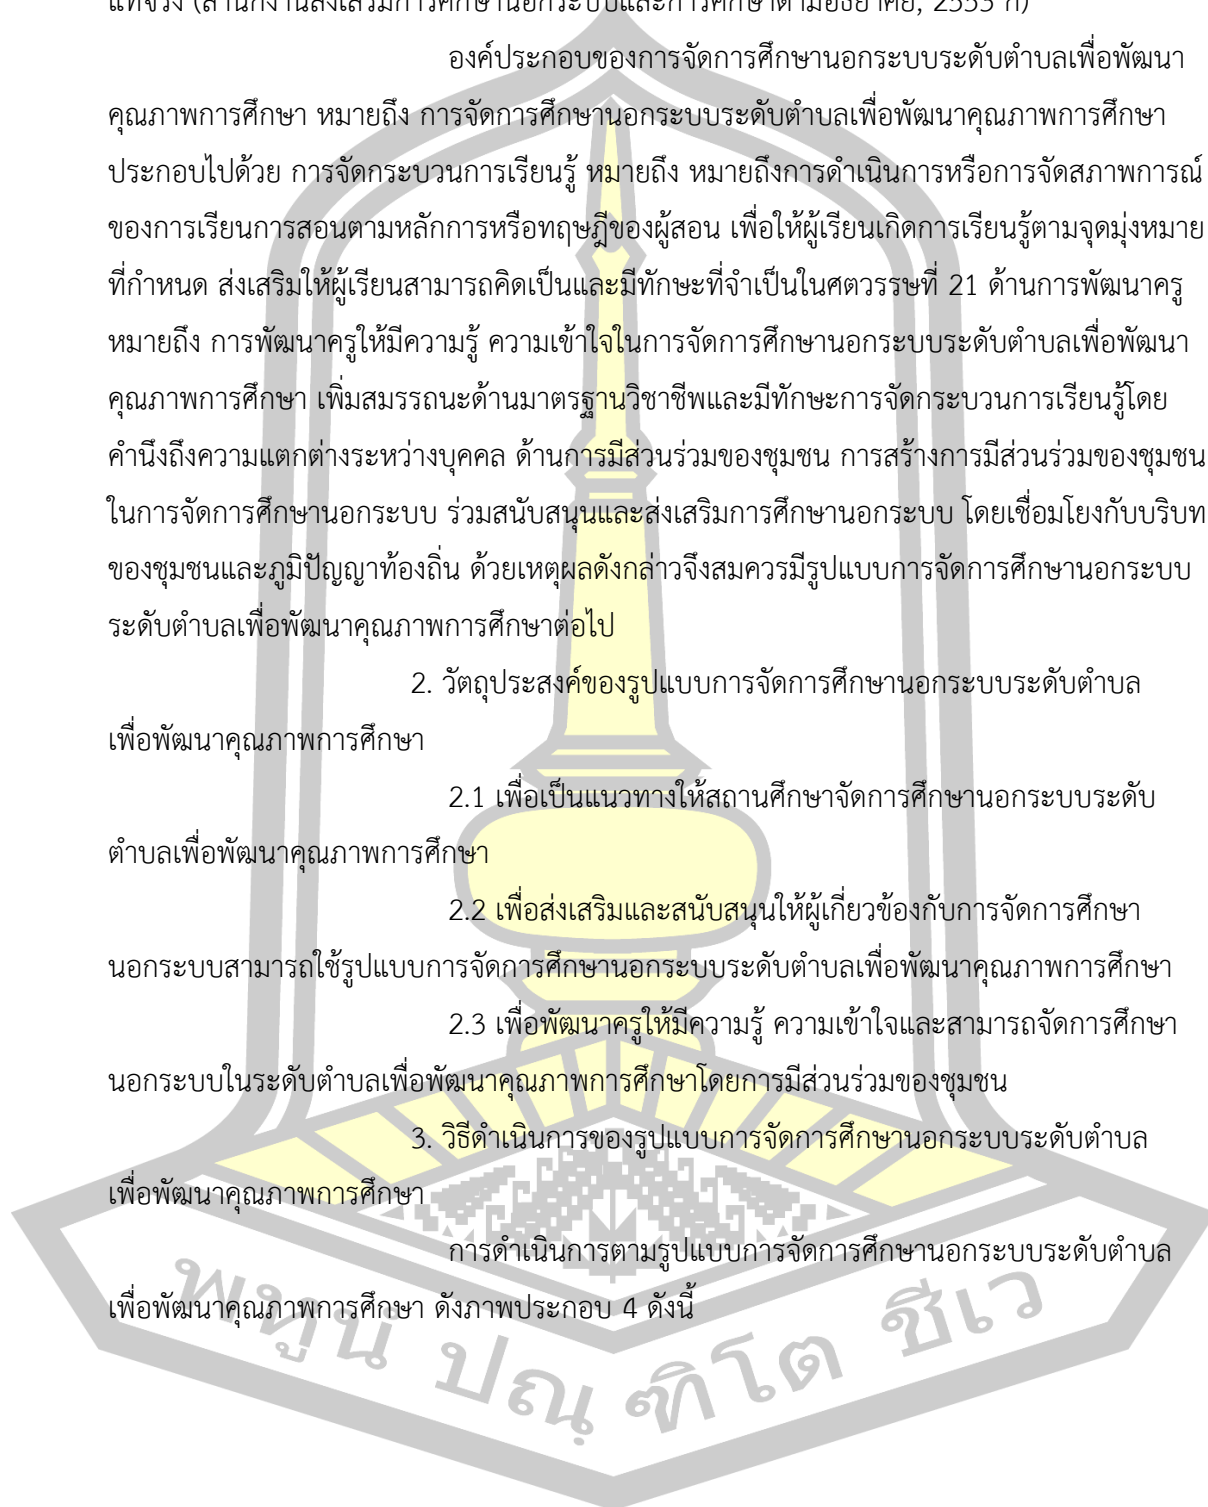 แท้จริง (สำนักงานส่งเสริมการศึกษานอกระบบและการศึกษาตามอัธยาศัย, 2553 ก)
องค์ประกอบของการจัดการศึกษานอกระบบระดับตำบลเพื่อพัฒนา
คุณภาพการศึกษา หมายถึง การจัดการศึกษานอกระบบระดับตำบลเพื่อพัฒนาคุณภาพการศึกษา
ประกอบไปด้วย การจัดกระบวนการเรียนรู้ หมายถึง หมายถึงการดำเนินการหรือการจัดสภาพการณ์
ของการเรียนการสอนตามหลักการหรือทฤษฎีของผู้สอน เพื่อให้ผู้เรียนเกิดการเรียนรู้ตามจุดมุ่งหมาย
ที่กำหนด ส่งเสริมให้ผู้เรียนสามารถคิดเป็นและมีทักษะที่จำเป็นในศตวรรษที่ 21 ด้านการพัฒนาครู
หมายถึง การพัฒนาครูให้มีความรู้ ความเข้าใจในการจัดการศึกษานอกระบบระดับตำบลเพื่อพัฒนา
คุณภาพการศึกษา เพิ่มสมรรถนะด้านมาตรฐานวิชาชีพและมีทักษะการจัดกระบวนการเรียนรู้โดย
คำนึงถึงความแตกต่างระหว่างบุคคล ด้านการมีส่วนร่วมของชุมชน การสร้างการมีส่วนร่วมของชุมชน
ในการจัดการศึกษานอกระบบ ร่วมสนับสนุนและส่งเสริมการศึกษานอกระบบ โดยเชื่อมโยงกับบริบท
ของชุมชนและภูมิปัญญาท้องถิ่น ด้วยเหตุผลดังกล่าวจึงสมควรมีรูปแบบการจัดการศึกษานอกระบบ
ระดับตำบลเพื่อพัฒนาคุณภาพการศึกษาต่อไป
2. วัตถุประสงค์ของรูปแบบการจัดการศึกษานอกระบบระดับตำบล
เพื่อพัฒนาคุณภาพการศึกษา
2.1 เพื่อเป็นแนวทางให้สถานศึกษาจัดการศึกษานอกระบบระดับ
ตำบลเพื่อพัฒนาคุณภาพการศึกษา
2.2 เพื่อส่งเสริมและสนับสนุนให้ผู้เกี่ยวข้องกับการจัดการศึกษา
นอกระบบสามารถใช้รูปแบบการจัดการศึกษานอกระบบระดับตำบลเพื่อพัฒนาคุณภาพการศึกษา
2.3 เพื่อพัฒนาครูให้มีความรู้ ความเข้าใจและสามารถจัดการศึกษา
นอกระบบในระดับตำบลเพื่อพัฒนาคุณภาพการศึกษาโดยการมีส่วนร่วมของชุมชน
3. วิธีดำเนินการของรูปแบบการจัดการศึกษานอกระบบระดับตำบล
เพื่อพัฒนาคุณภาพการศึกษา
การดำเนินการตามรูปแบบการจัดการศึกษานอกระบบระดับตำบล
เพื่อพัฒนาคุณภาพการศึกษา ดังภาพประกอบ 4 ดังนี้
พหูนํ ปณฺฑิโต ชีเว